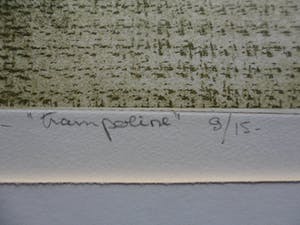 - "trampoline" 9/15-